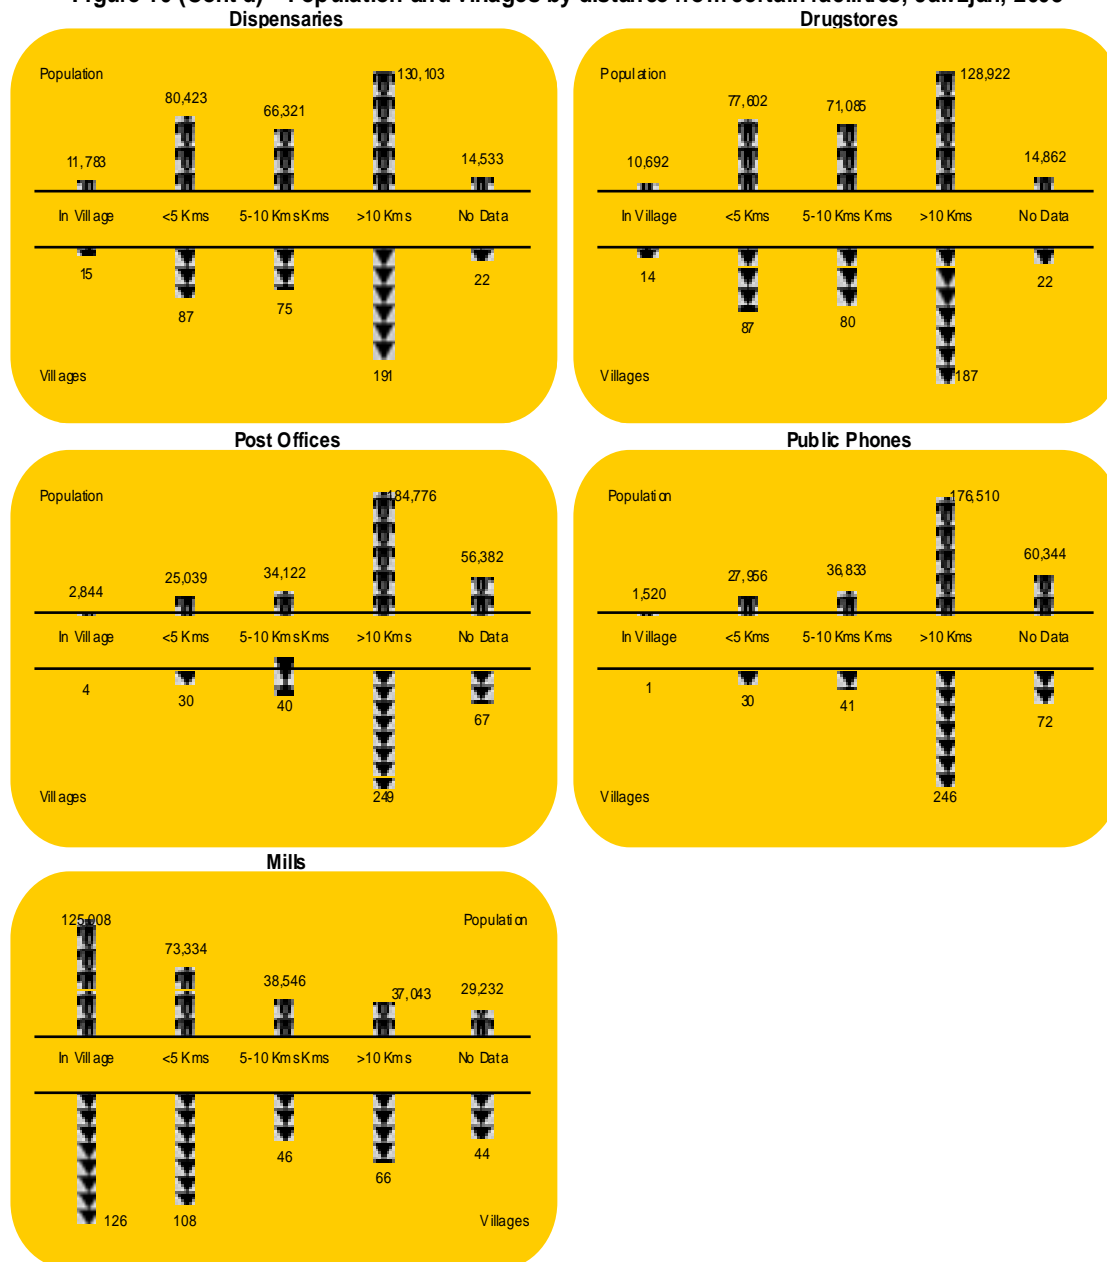 Dispensaries
Drugstores
Population
130,103
80,423
66,321
11,783
14,533
In Village <5 Kms 5-10 Kms Kms >10 Kms No Data
15
87
75
191
22
Villages
Population
128,922
77,602
71,085
10,692
14,862
In Village <5 Kms 5-10 Kms Kms >10 Kms No Data
14
87
80
187
22
Villages
Post Offices
Public Phones
Population
184,776
56,382
34,122
25,039
2,844
In Village <5 Kms 5-10 Kms Kms >10 Kms No Data
4
30
40
249
67
Villages
Population
176,510
60,344
36,833
27,956
1,520
In Village <5 Kms 5-10 Kms Kms >10 Kms No Data
1
30
41
246
72
Villages
Mills
125,008
Population
73,334
38,546
37,043
29,232
In Village <5 Kms 5-10 Kms Kms >10 Kms No Data
126
108
46
66
44
Villages